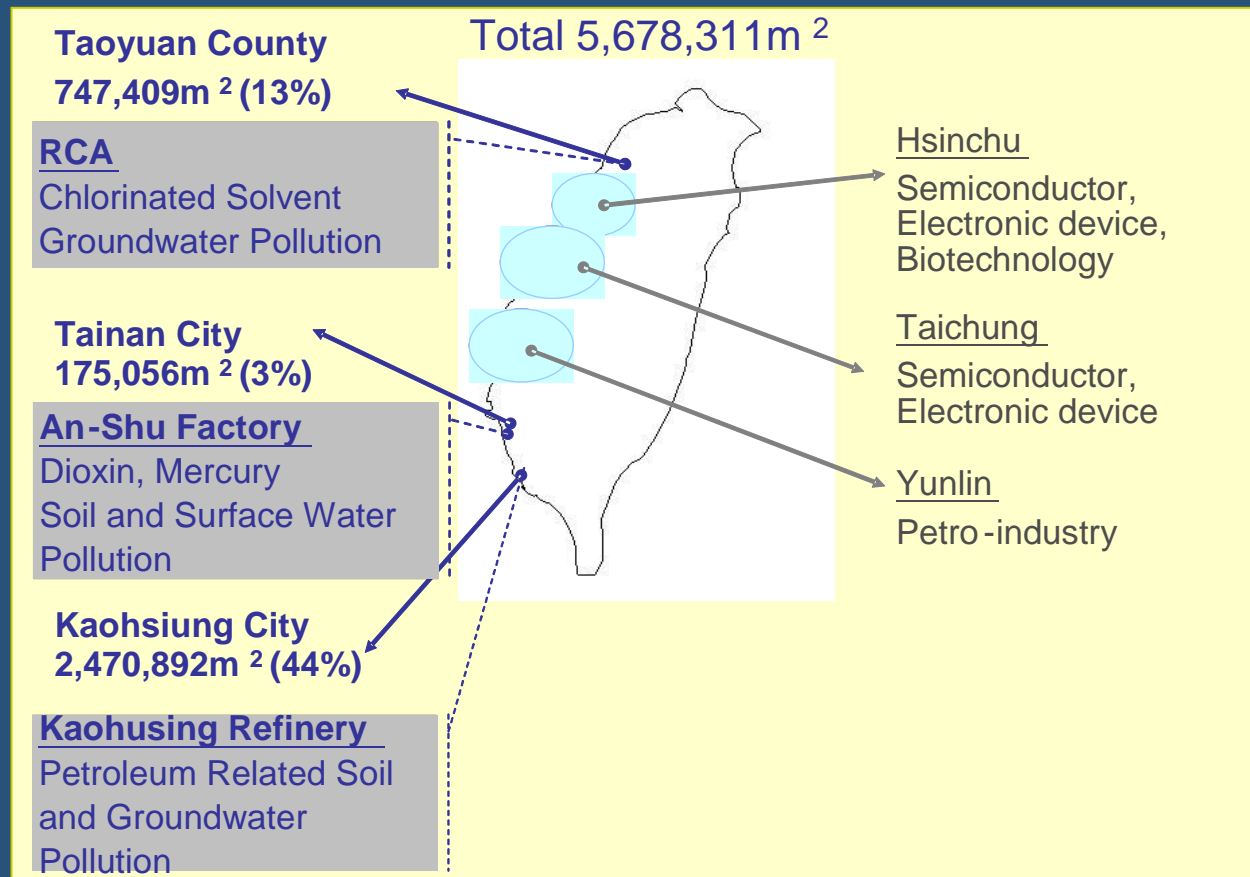 Total 5,678,311m 2
Taoyuan County
747,409m 2 (13%)
RCA
Chlorinated Solvent
Groundwater Pollution
Tainan City
175,056m 2 (3%)
An-Shu Factory
Dioxin, Mercury
Soil and Surface Water
Pollution
Kaohsiung City
2,470,892m 2 (44%)
Kaohusing Refinery
Petroleum Related Soil
and Groundwater
Pollution
Hsinchu
Semiconductor,
Electronic device,
Biotechnology
Taichung
Semiconductor,
Electronic device
Yunlin
Petro-industry